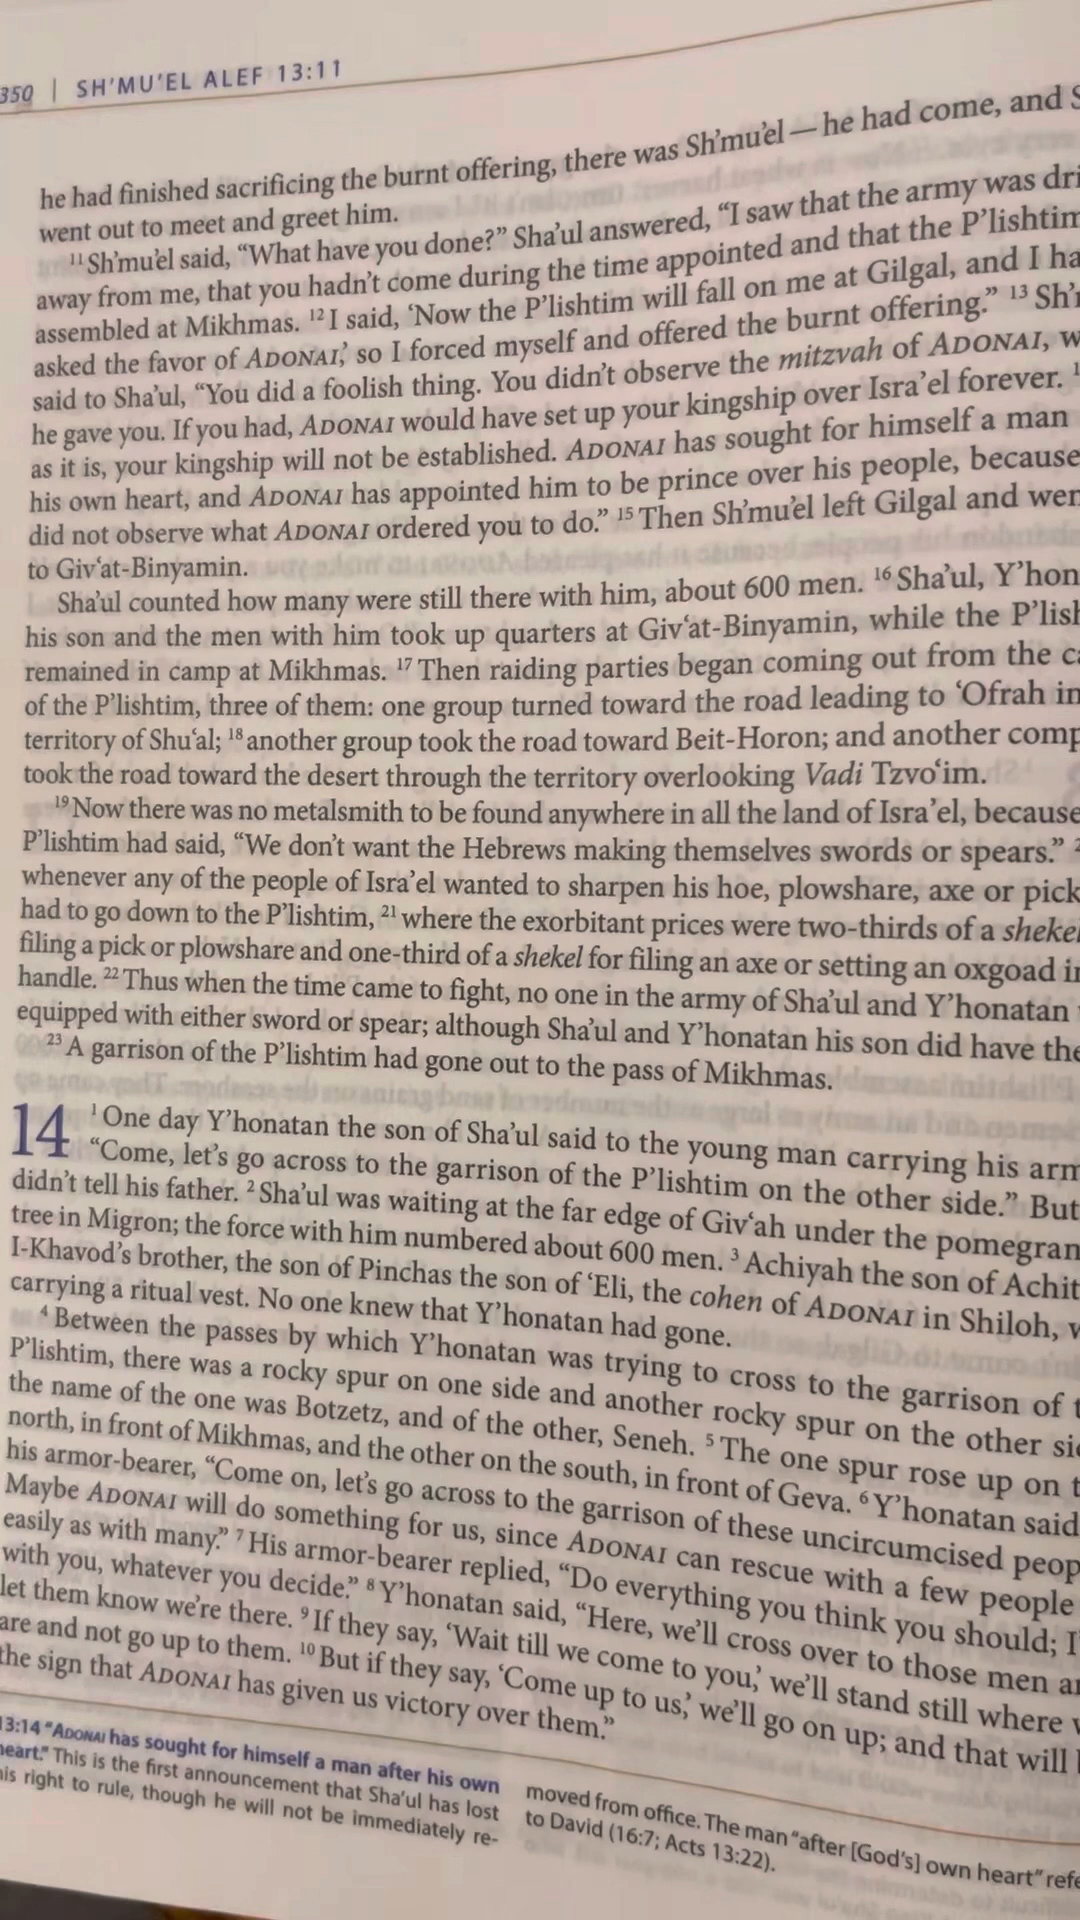 350 | SH'MU'EL ALEF 13:11
he had finished sacrificing the burnt offering, there was Sh'mu'el — he had come, and
went out to meet and greet him.
11 Sh'mu'el said, “What have you done?” Sha'ul answered, “I saw that the army was
away from me, that you hadn't come during the time appointed and that the P'lishtim
assembled at Mikhmas. 12 I said, ‘Now the P'lishtim will fall on me at Gilgal, and I
asked the favor of ADONAI,’ so I forced myself and offered the burnt offering.” 13
said to Sha'ul, “You did a foolish thing. You didn't observe the mitzvah of ADONAI,
he gave you. If you had, ADONAI would have set up your kingship over Isra'el forever.
as it is, your kingship will not be established. ADONAI has sought for himself a man
his own heart, and ADONAI has appointed him to be prince over his people, because
did not observe what ADONAI ordered you to do.” 15 Then Sh'mu'el left Gilgal and
to Giv‘at-Binyamin.
Sha'ul counted how many were still there with him, about 600 men. 16 Sha'ul,
his son and the men with him took up quarters at Giv‘at-Binyamin, while the
remained in camp at Mikhmas. 17 Then raiding parties began coming out from the
of the P'lishtim, three of them: one group turned toward the road leading to ‘Ofrah in
territory of Shu‘al; 18 another group took the road toward Beit-Horon; and another
took the road toward the desert through the territory overlooking Vadi Tzvo‘im.
19 Now there was no metalsmith to be found anywhere in all the land of Isra'el, because
P'lishtim had said, “We don't want the Hebrews making themselves swords or spears.”
whenever any of the people of Isra'el wanted to sharpen his hoe, plowshare, axe or pick
had to go down to the P'lishtim, 21 where the exorbitant prices were two-thirds of a shekel
filing a pick or plowshare and one-third of a shekel for filing an axe or setting an oxgoad
handle. 22 Thus when the time came to fight, no one in the army of Sha'ul and Y'honatan
equipped with either sword or spear; although Sha'ul and Y'honatan his son did have
23 A garrison of the P'lishtim had gone out to the pass of Mikhmas.
14 1 One day Y'honatan the son of Sha'ul said to the young man carrying his
“Come, let's go across to the garrison of the P'lishtim on the other side.” But
didn't tell his father. 2 Sha'ul was waiting at the far edge of Giv‘ah under the
tree in Migron; the force with him numbered about 600 men. 3 Achiyah the son of
I-Khavod's brother, the son of Pinchas the son of ‘Eli, the cohen of ADONAI in Shiloh,
carrying a ritual vest. No one knew that Y'honatan had gone.
4 Between the passes by which Y'honatan was trying to cross to the garrison of
P'lishtim, there was a rocky spur on one side and another rocky spur on the other
the name of the one was Botzetz, and of the other, Seneh. 5 The one spur rose up on
north, in front of Mikhmas, and the other on the south, in front of Geva. 6 Y'honatan said
his armor-bearer, “Come on, let's go across to the garrison of these uncircumcised
Maybe ADONAI will do something for us, since ADONAI can rescue with a few people
easily as with many.” 7 His armor-bearer replied, “Do everything you think you should;
with you, whatever you decide.” 8 Y'honatan said, “Here, we'll cross over to those men
let them know we're there. 9 If they say, ‘Wait till we come to you,’ we'll stand still where
are and not go up to them. 10 But if they say, ‘Come up to us,’ we'll go on up; and that will
the sign that ADONAI has given us victory over them.”
13:14 “ADONAI has sought for himself a man after his own
heart.” This is the first announcement that Sha'ul has lost
his right to rule, though he will not be immediately re-
moved from office. The man “after [God's] own heart”
to David (16:7; Acts 13:22).